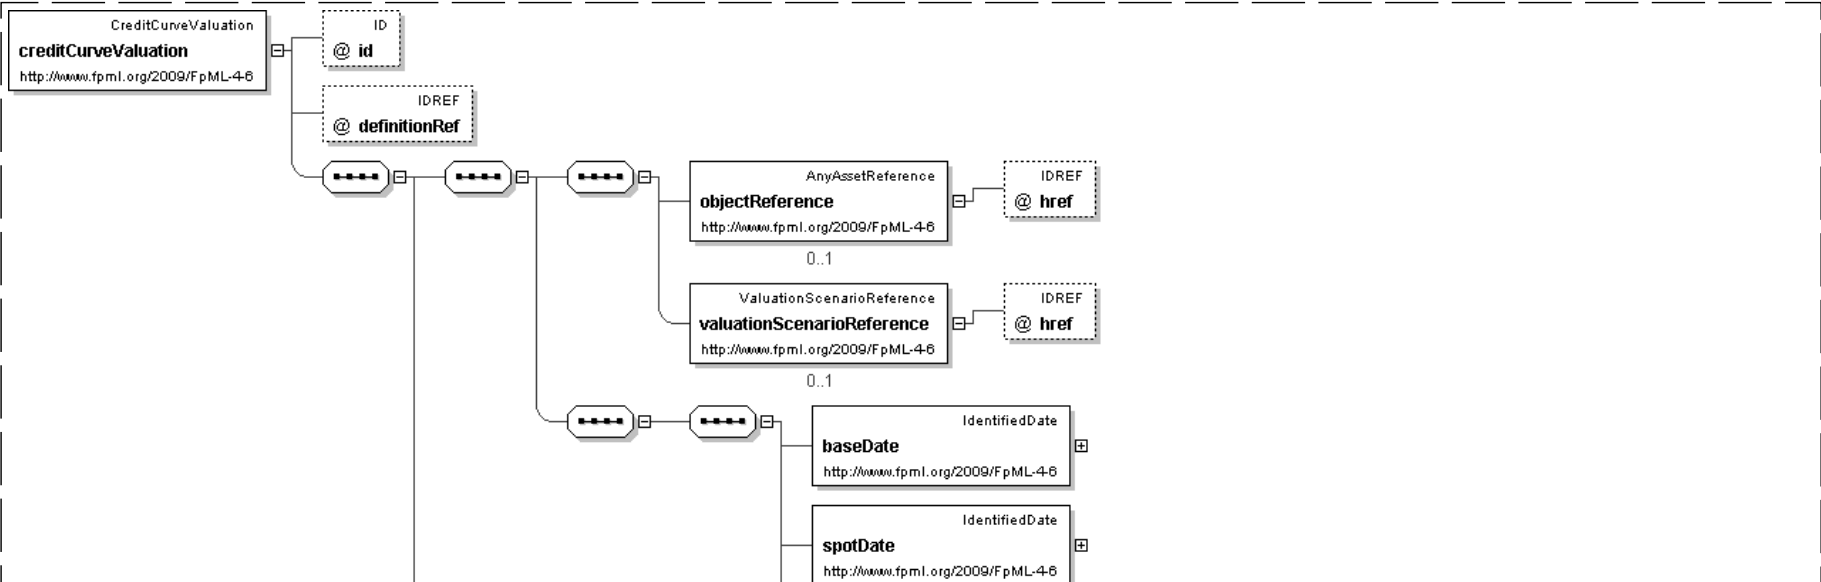 CreditCurveValuation
creditCurveValuation
http://www.fpml.org/2009/FpML-4-6
ID
@ id
IDREF
@ definitionRef
AnyAssetReference
objectReference
http://www.fpml.org/2009/FpML-4-6
0..1
IDREF
@ href
ValuationScenarioReference
valuationScenarioReference
http://www.fpml.org/2009/FpML-4-6
0..1
IDREF
@ href
IdentifiedDate
baseDate
http://www.fpml.org/2009/FpML-4-6
IdentifiedDate
spotDate
http://www.fpml.org/2009/FpML-4-6